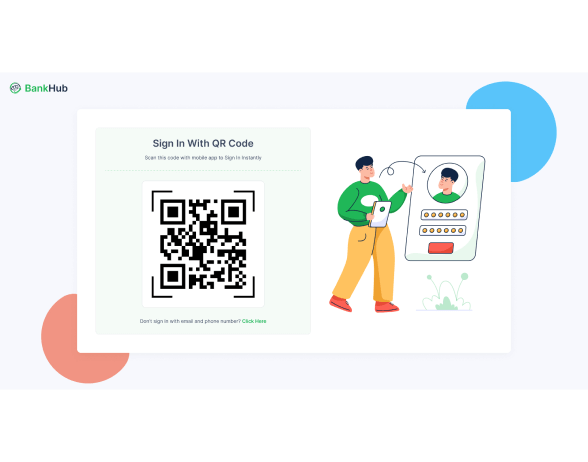 BankHub
Sign In With QR Code
Scan this code with mobile app to Sign In Instantly
Don't sign in with email and phone number? Click Here